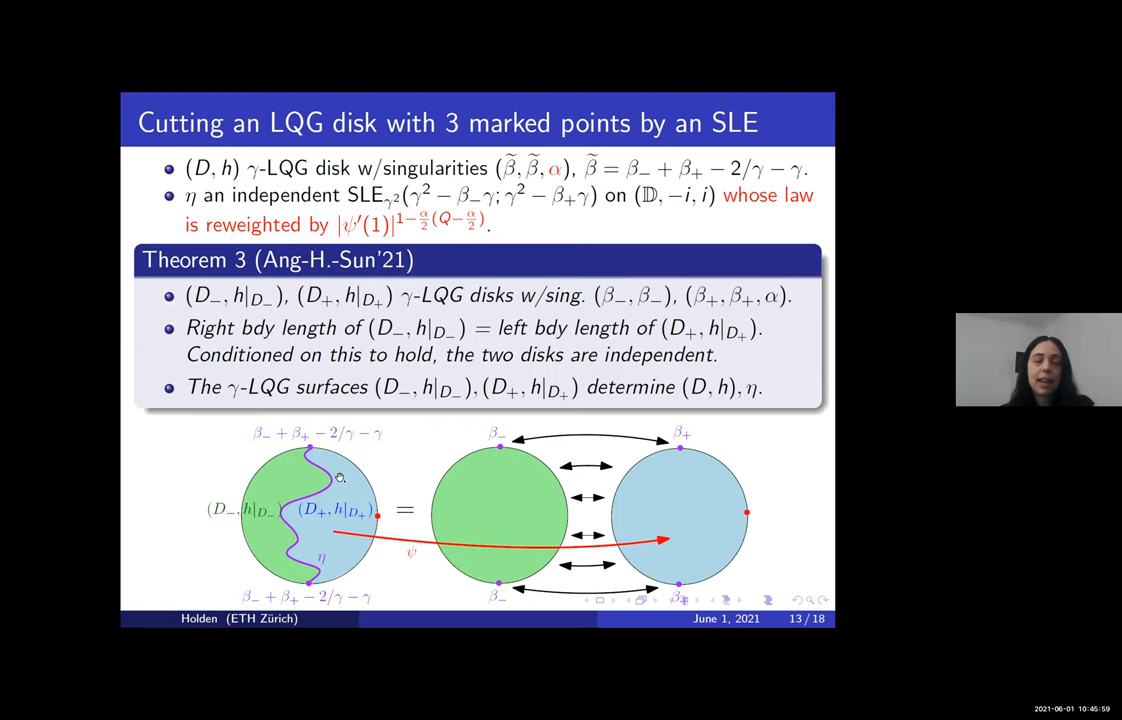 Cutting an LQG disk with 3 marked points by an SLE
(D, h) γ-LQG disk w/singularities (β̃, β̃, α), β̃ = β₋ + β₊ − 2/γ − γ.
η an independent SLE_{γ²}(γ² − β₋γ; γ² − β₊γ) on (𝔻, −i, i) whose law
is reweighted by |ψ′(1)|^{1−\frac{α}{2}(Q−\frac{α}{2})}.
Theorem 3 (Ang-H.-Sun'21)
(D₋, h|_{D₋}), (D₊, h|_{D₊}) γ-LQG disks w/sing. (β₋, β₋), (β₊, β₊, α).
Right bdy length of (D₋, h|_{D₋}) = left bdy length of (D₊, h|_{D₊}).
Conditioned on this to hold, the two disks are independent.
The γ-LQG surfaces (D₋, h|_{D₋}), (D₊, h|_{D₊}) determine (D, h), η.
β₋ + β₊ − 2/γ − γ
β₋
β₊
(D₋, h|_{D₋})
(D₊, h|_{D₊})
=
ψ
η
β₋ + β₊ − 2/γ − γ
β₋
Holden (ETH Zürich)
June 1, 2021
13 / 18
2021-06-01 10:45:59